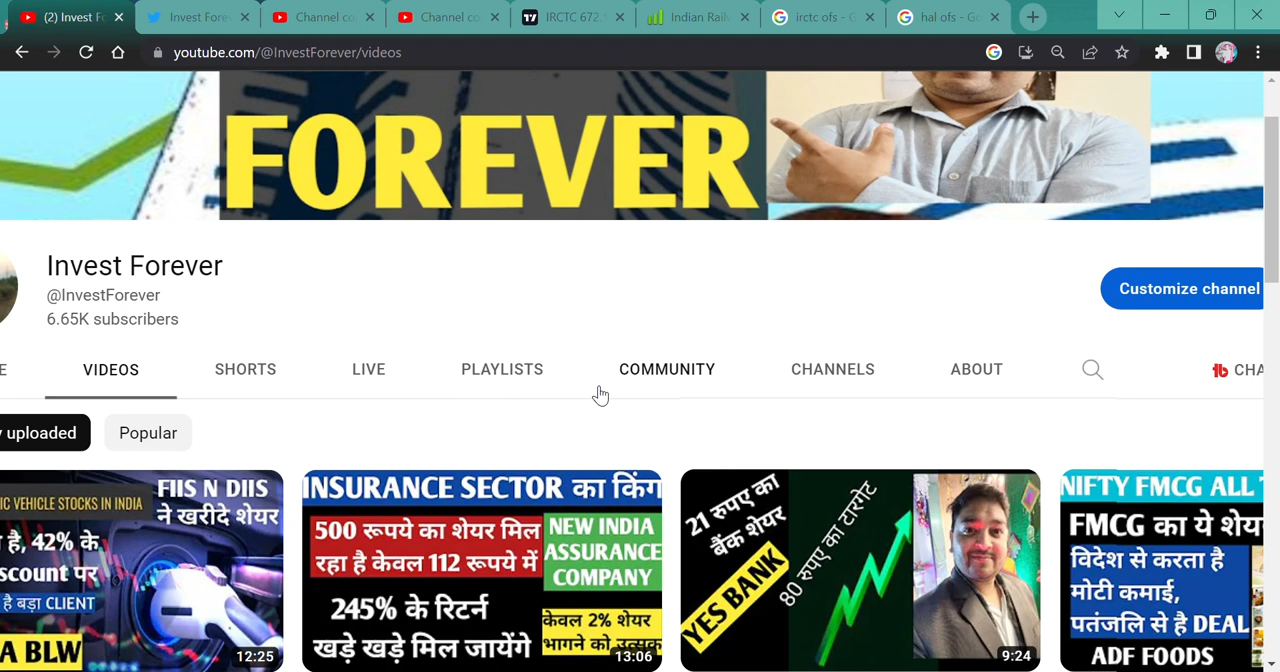 (2) Invest F
Invest Forev
Channel co
Channel co
IRCTC 672.
Indian Railw
irctc ofs - G
hal ofs - Go
youtube.com/@InvestForever/videos
FOREVER
Invest Forever
@InvestForever
6.65K subscribers
Customize channel
E
VIDEOS
SHORTS
LIVE
PLAYLISTS
COMMUNITY
CHANNELS
ABOUT
CHA
y uploaded
Popular
IC VEHICLE STOCKS IN INDIA
FIIS N DIIS
ने खरीदे शेयर
है, 42% के
scount पर
है बड़ा CLIENT
A BLW
12:25
INSURANCE SECTOR का किंग
500 रूपये का शेयर मिल
रहा है केवल 112 रूपये में
NEW INDIA
ASSURANCE
COMPANY
245% के रिटर्न
खड़े खड़े मिल जायेंगे
केवल 2% शेयर
भागने को उत्सुक
13:06
21 रुपए का
बैंक शेयर
YES BANK
80 रुपए का टारगेट
9:24
NIFTY FMCG ALL
FMCG का ये शेय
विदेश से करता है
मोटी कमाई,
पतंजलि से है DEAL
ADF FOODS